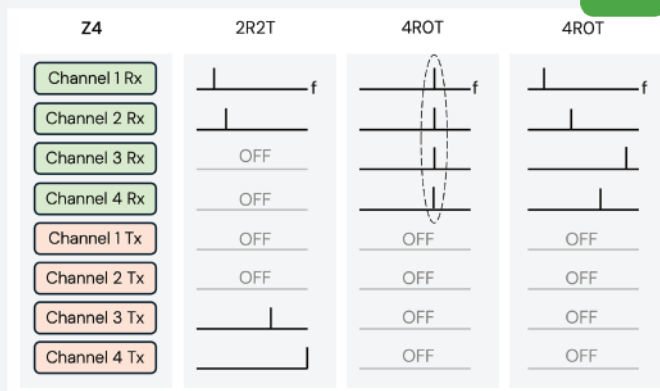 Z4 2R2T 4R0T 4R0T
Channel 1 Rx f f f
Channel 2 Rx
Channel 3 Rx OFF
Channel 4 Rx OFF
Channel 1 Tx OFF OFF OFF
Channel 2 Tx OFF OFF OFF
Channel 3 Tx OFF OFF
Channel 4 Tx OFF OFF